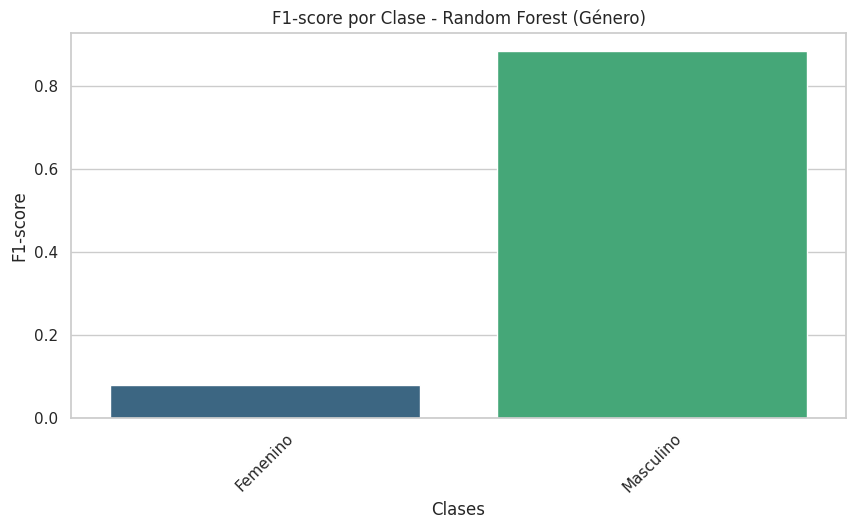 F1-score por Clase - Random Forest (Género)
F1-score
0.8
0.6
0.4
0.2
0.0
Femenino
Masculino
Clases